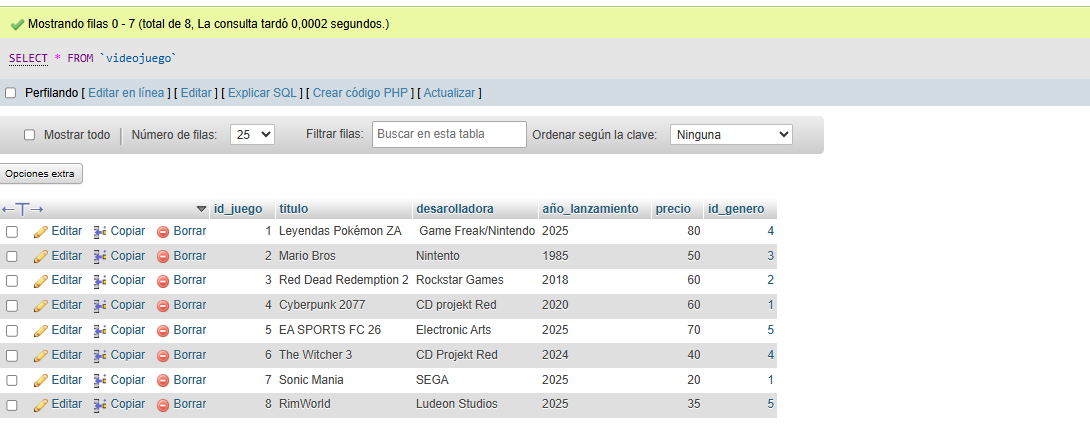 Mostrando filas 0 - 7 (total de 8, La consulta tardó 0,0002 segundos.)
SELECT * FROM `videojuego`
Perfilando [ Editar en línea ] [ Editar ] [ Explicar SQL ] [ Crear código PHP ] [ Actualizar ]
Mostrar todo | Número de filas: 25 Filtrar filas: Buscar en esta tabla Ordenar según la clave: Ninguna
Opciones extra
←T→ id_juego titulo desarolladora año_lanzamiento precio id_genero
Editar Copiar Borrar 1 Leyendas Pokémon ZA Game Freak/Nintendo 2025 80 4
Editar Copiar Borrar 2 Mario Bros Nintento 1985 50 3
Editar Copiar Borrar 3 Red Dead Redemption 2 Rockstar Games 2018 60 2
Editar Copiar Borrar 4 Cyberpunk 2077 CD projekt Red 2020 60 1
Editar Copiar Borrar 5 EA SPORTS FC 26 Electronic Arts 2025 70 5
Editar Copiar Borrar 6 The Witcher 3 CD Projekt Red 2024 40 4
Editar Copiar Borrar 7 Sonic Mania SEGA 2025 20 1
Editar Copiar Borrar 8 RimWorld Ludeon Studios 2025 35 5